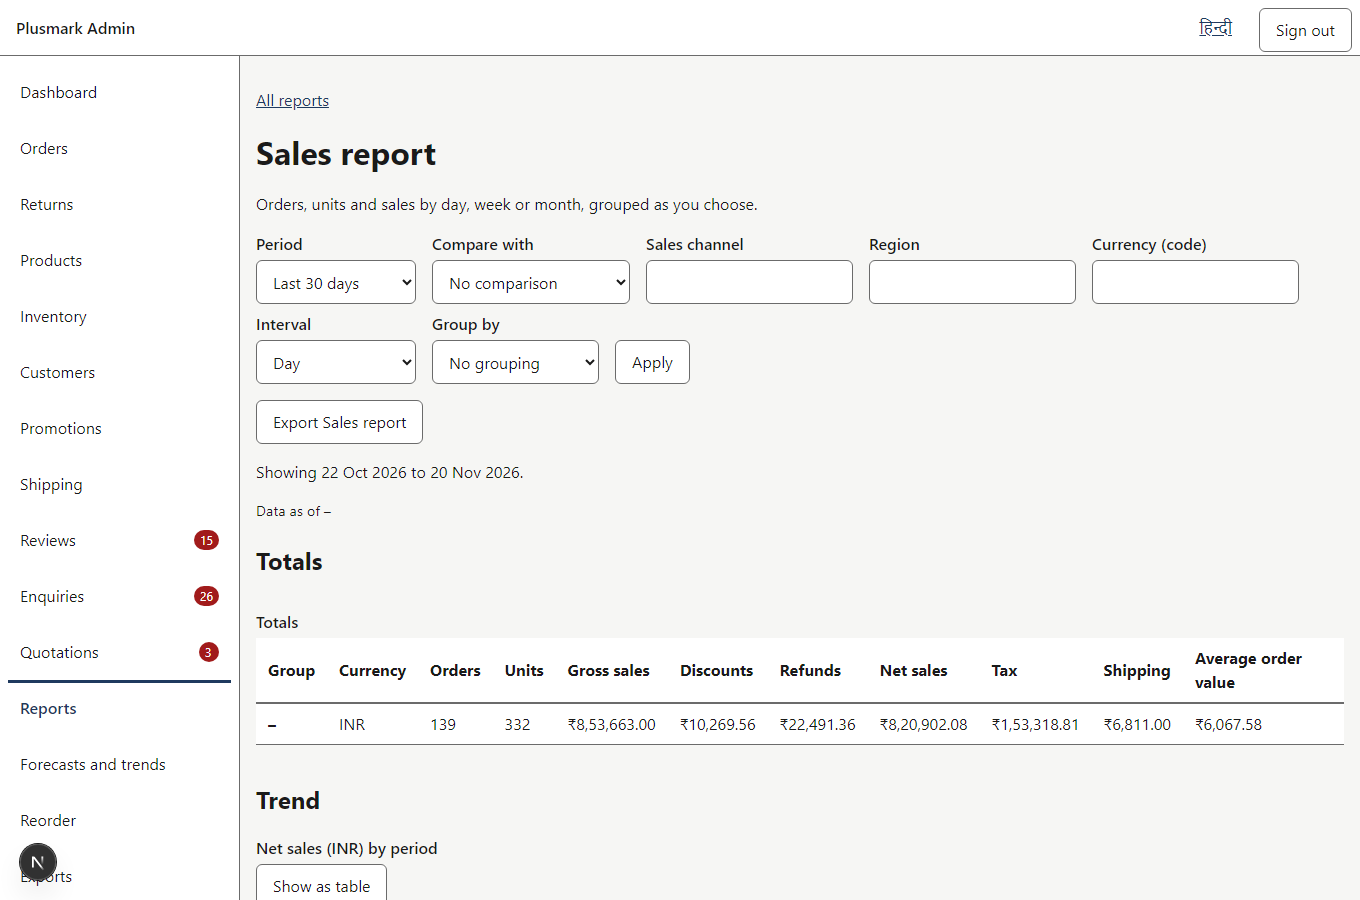 Plusmark Admin
हिन्दी
Sign out
Dashboard
Orders
Returns
Products
Inventory
Customers
Promotions
Shipping
Reviews 15
Enquiries 26
Quotations 3
Reports
Forecasts and trends
Reorder
N
Exports
All reports
Sales report
Orders, units and sales by day, week or month, grouped as you choose.
Period Compare with Sales channel Region Currency (code)
Last 30 days No comparison
Interval Group by
Day No grouping Apply
Export Sales report
Showing 22 Oct 2026 to 20 Nov 2026.
Data as of –
Totals
Totals
Group Currency Orders Units Gross sales Discounts Refunds Net sales Tax Shipping Average order value
– INR 139 332 ₹8,53,663.00 ₹10,269.56 ₹22,491.36 ₹8,20,902.08 ₹1,53,318.81 ₹6,811.00 ₹6,067.58
Trend
Net sales (INR) by period
Show as table